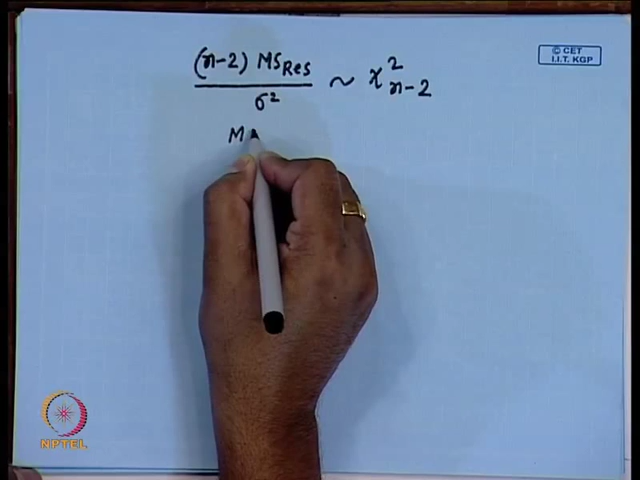 (n-2) MS_Res
σ²
~ χ²_{n-2}
M
© CET
I.I.T. KGP
NPTEL